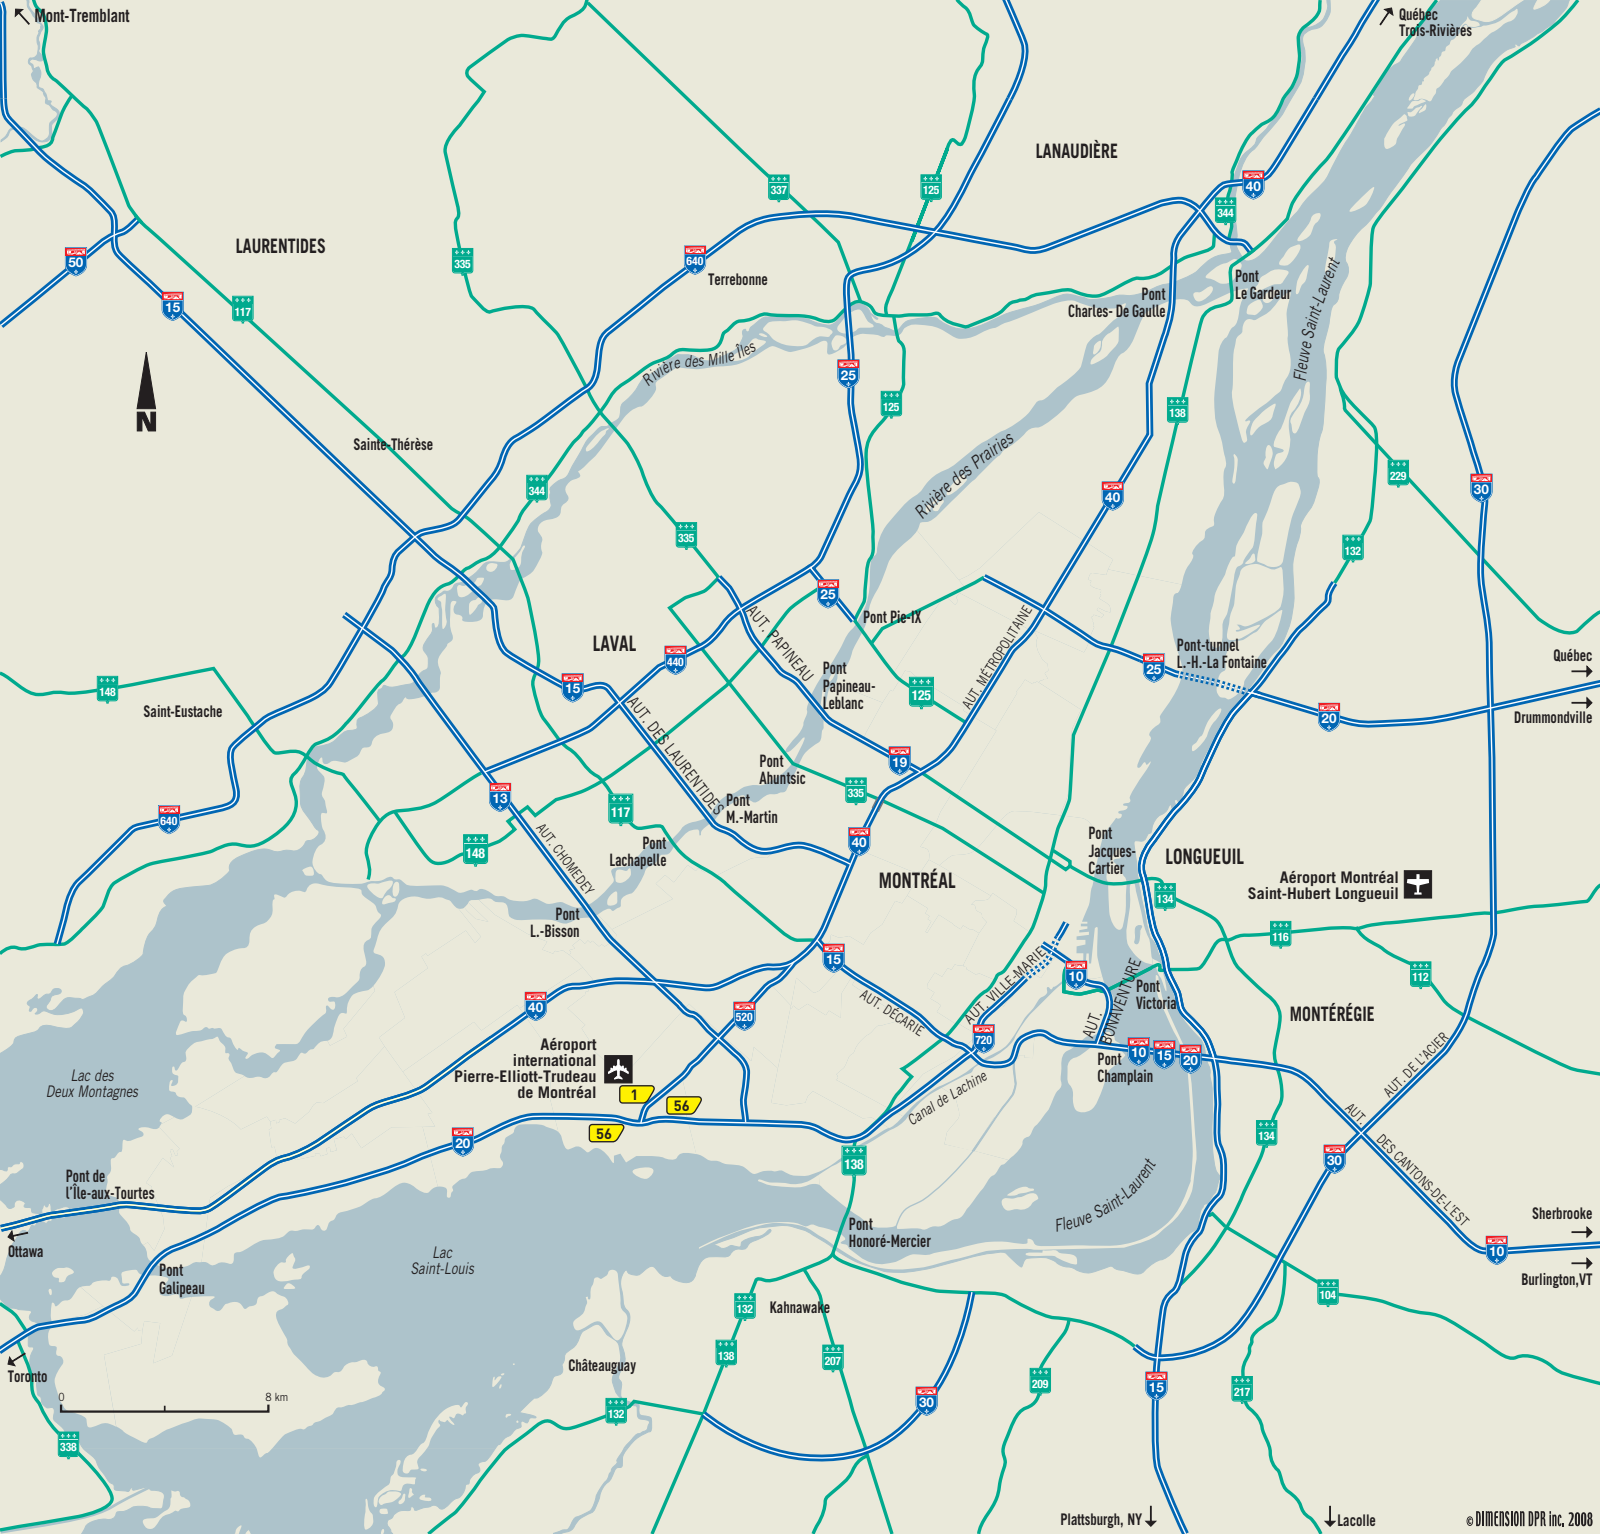 Mont-Tremblant
Québec
Trois-Rivières
LANAUDIÈRE
40
337
125
344
LAURENTIDES
50
335
640
Terrebonne
Pont
Le Gardeur
Pont
Charles- De Gaulle
15
117
Fleuve Saint-Laurent
Rivière des Mille Îles
25
125
138
N
Sainte-Thérèse
Rivière des Prairies
344
40
229
30
335
132
25
Pont Pie-IX
AUT. PAPINEAU
AUT. MÉTROPOLITAINE
LAVAL
440
15
Pont-tunnel
L.-H.-La Fontaine
25
Québec
148
Saint-Eustache
Pont
Papineau-
Leblanc
125
20
Drummondville
AUT. DES LAURENTIDES
19
Pont
Ahuntsic
335
13
640
117
Pont
M.-Martin
148
AUT. CHOMEDEY
Pont
Lachapelle
40
Pont
Jacques-
Cartier
LONGUEUIL
MONTRÉAL
134
Aéroport Montréal
Saint-Hubert Longueuil
Pont
L.-Bisson
116
15
AUT. VILLE-MARIE
10
112
AUT.
BONAVENTURE
Pont
Victoria
40
520
AUT. DÉCARIE
720
MONTÉRÉGIE
Aéroport
international
Pierre-Elliott-Trudeau
de Montréal
10
15
20
Pont
Champlain
AUT. DE L'ACIER
Lac des
Deux Montagnes
1
56
56
Canal de Lachine
20
138
134
AUT.
DES CANTONS-DE-L'EST
30
Pont de
l'Île-aux-Tourtes
Fleuve Saint-Laurent
Ottawa
Pont
Honoré-Mercier
Sherbrooke
10
Lac
Saint-Louis
Pont
Galipeau
Burlington,VT
104
132
Kahnawake
138
207
Toronto
Châteauguay
209
15
217
0
8 km
132
30
338
Plattsburgh, NY
Lacolle
© DIMENSION DPR inc, 2008